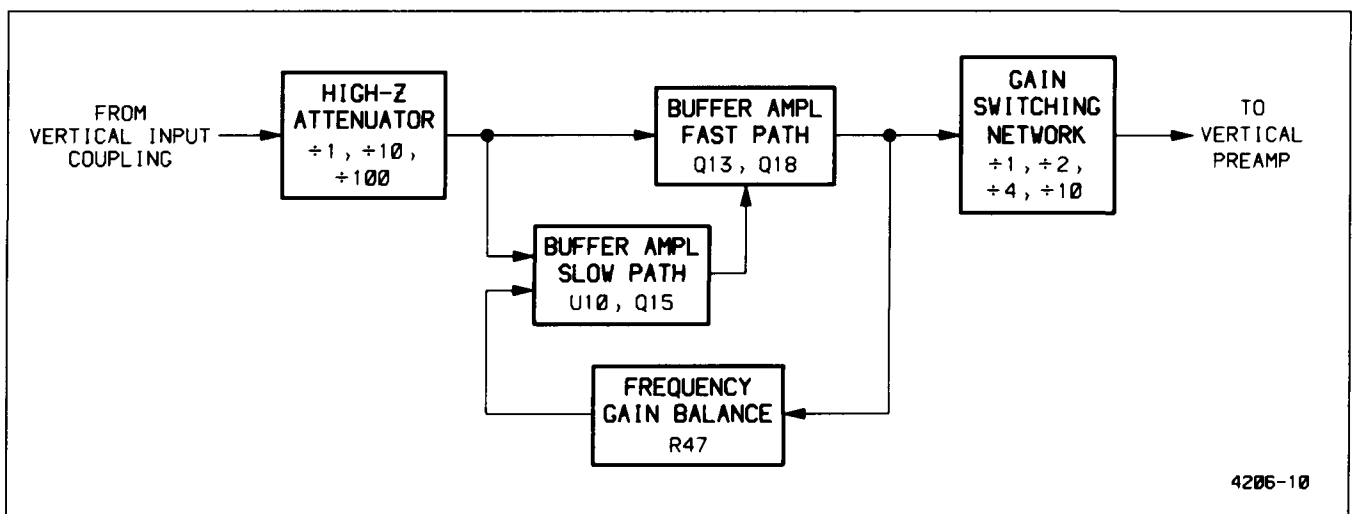 FROM
VERTICAL INPUT
COUPLING
HIGH-Z
ATTENUATOR
÷1, ÷10,
÷100
BUFFER AMPL
FAST PATH
Q13, Q18
GAIN
SWITCHING
NETWORK
÷1, ÷2,
÷4, ÷10
TO
VERTICAL
PREAMP
BUFFER AMPL
SLOW PATH
U10, Q15
FREQUENCY
GAIN BALANCE
R47
4206-10